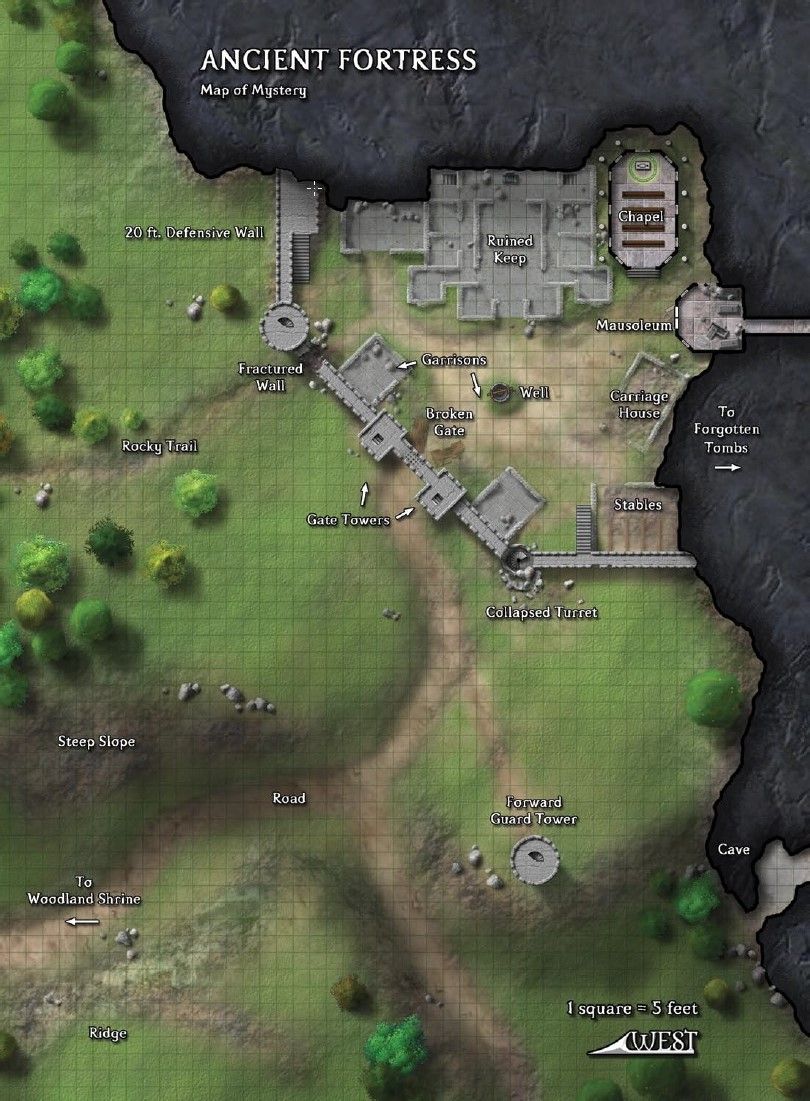 ANCIENT FORTRESS
Map of Mystery
Chapel
20 ft. Defensive Wall
Ruined
Keep
Mausoleum
Garrisons
Fractured
Wall
Well
Carriage
House
Broken
Gate
To
Forgotten
Tombs
Rocky Trail
Stables
Gate Towers
Collapsed Turret
Steep Slope
Road
Forward
Guard Tower
Cave
To
Woodland Shrine
1 square = 5 feet
Ridge
WEST